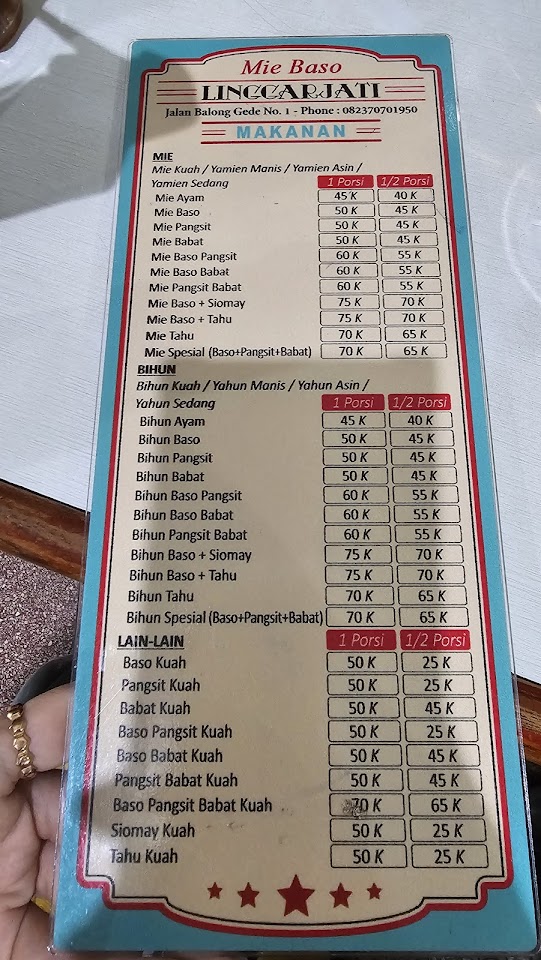 Mie Baso
LINGGARJATI
Jalan Balong Gede No. 1 - Phone : 082370701950
MAKANAN
MIE
Mie Kuah / Yamien Manis / Yamien Asin /
Yamien Sedang 1 Porsi 1/2 Porsi
Mie Ayam 45 K 40 K
Mie Baso 50 K 45 K
Mie Pangsit 50 K 45 K
Mie Babat 50 K 45 K
Mie Baso Pangsit 60 K 55 K
Mie Baso Babat 60 K 55 K
Mie Pangsit Babat 60 K 55 K
Mie Baso + Siomay 75 K 70 K
Mie Baso + Tahu 75 K 70 K
Mie Tahu 70 K 65 K
Mie Spesial (Baso+Pangsit+Babat) 70 K 65 K
BIHUN
Bihun Kuah / Yahun Manis / Yahun Asin /
Yahun Sedang 1 Porsi 1/2 Porsi
Bihun Ayam 45 K 40 K
Bihun Baso 50 K 45 K
Bihun Pangsit 50 K 45 K
Bihun Babat 50 K 45 K
Bihun Baso Pangsit 60 K 55 K
Bihun Baso Babat 60 K 55 K
Bihun Pangsit Babat 60 K 55 K
Bihun Baso + Siomay 75 K 70 K
Bihun Baso + Tahu 75 K 70 K
Bihun Tahu 70 K 65 K
Bihun Spesial (Baso+Pangsit+Babat) 70 K 65 K
LAIN-LAIN 1 Porsi 1/2 Porsi
Baso Kuah 50 K 25 K
Pangsit Kuah 50 K 25 K
Babat Kuah 50 K 45 K
Baso Pangsit Kuah 50 K 25 K
Baso Babat Kuah 50 K 45 K
Pangsit Babat Kuah 50 K 45 K
Baso Pangsit Babat Kuah 70 K 65 K
Siomay Kuah 50 K 25 K
Tahu Kuah 50 K 25 K